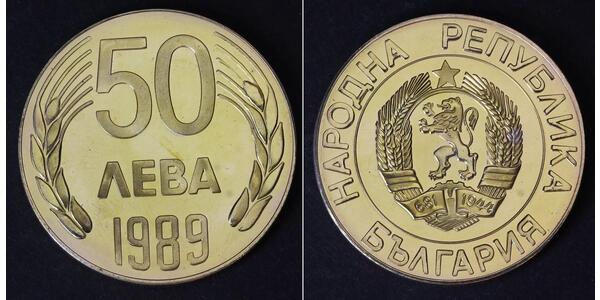 50
ЛЕВА
1989
НАРОДНА РЕПУБЛИКА
БЪЛГАРИЯ
681 1944